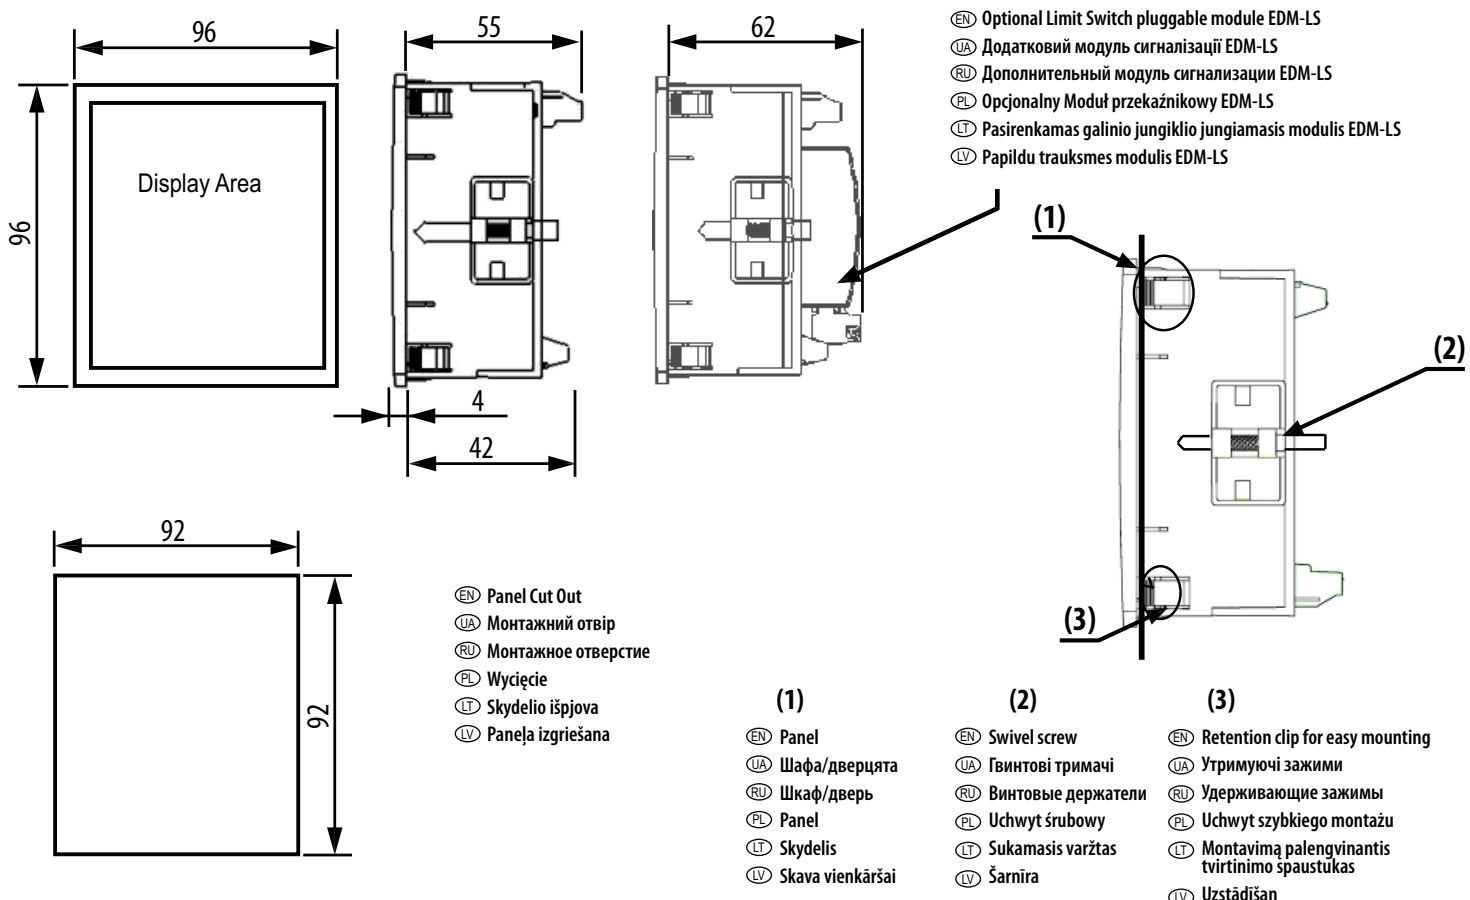 96
96
Display Area
55
4
42
62
EN Optional Limit Switch pluggable module EDM-LS
UA Додатковий модуль сигналізації EDM-LS
RU Дополнительный модуль сигнализации EDM-LS
PL Opcjonalny Moduł przekaźnikowy EDM-LS
LT Pasirenkamas galinio jungiklio jungiamasis modulis EDM-LS
LV Papildu trauksmes modulis EDM-LS
(1)
(2)
(3)
92
92
EN Panel Cut Out
UA Монтажний отвір
RU Монтажное отверстие
PL Wycięcie
LT Skydelio išpjova
LV Paneļa izgriešana
(1)
EN Panel
UA Шафа/дверцята
RU Шкаф/дверь
PL Panel
LT Skydelis
LV Skava vienkāršai
(2)
EN Swivel screw
UA Гвинтові тримачі
RU Винтовые держатели
PL Uchwyt śrubowy
LT Sukamasis varžtas
LV Šarnīra
(3)
EN Retention clip for easy mounting
UA Утримуючі зажими
RU Удерживающие зажимы
PL Uchwyt szybkiego montażu
LT Montavimą palengvinantis
tvirtinimo spaustukas
LV Uzstādīšan